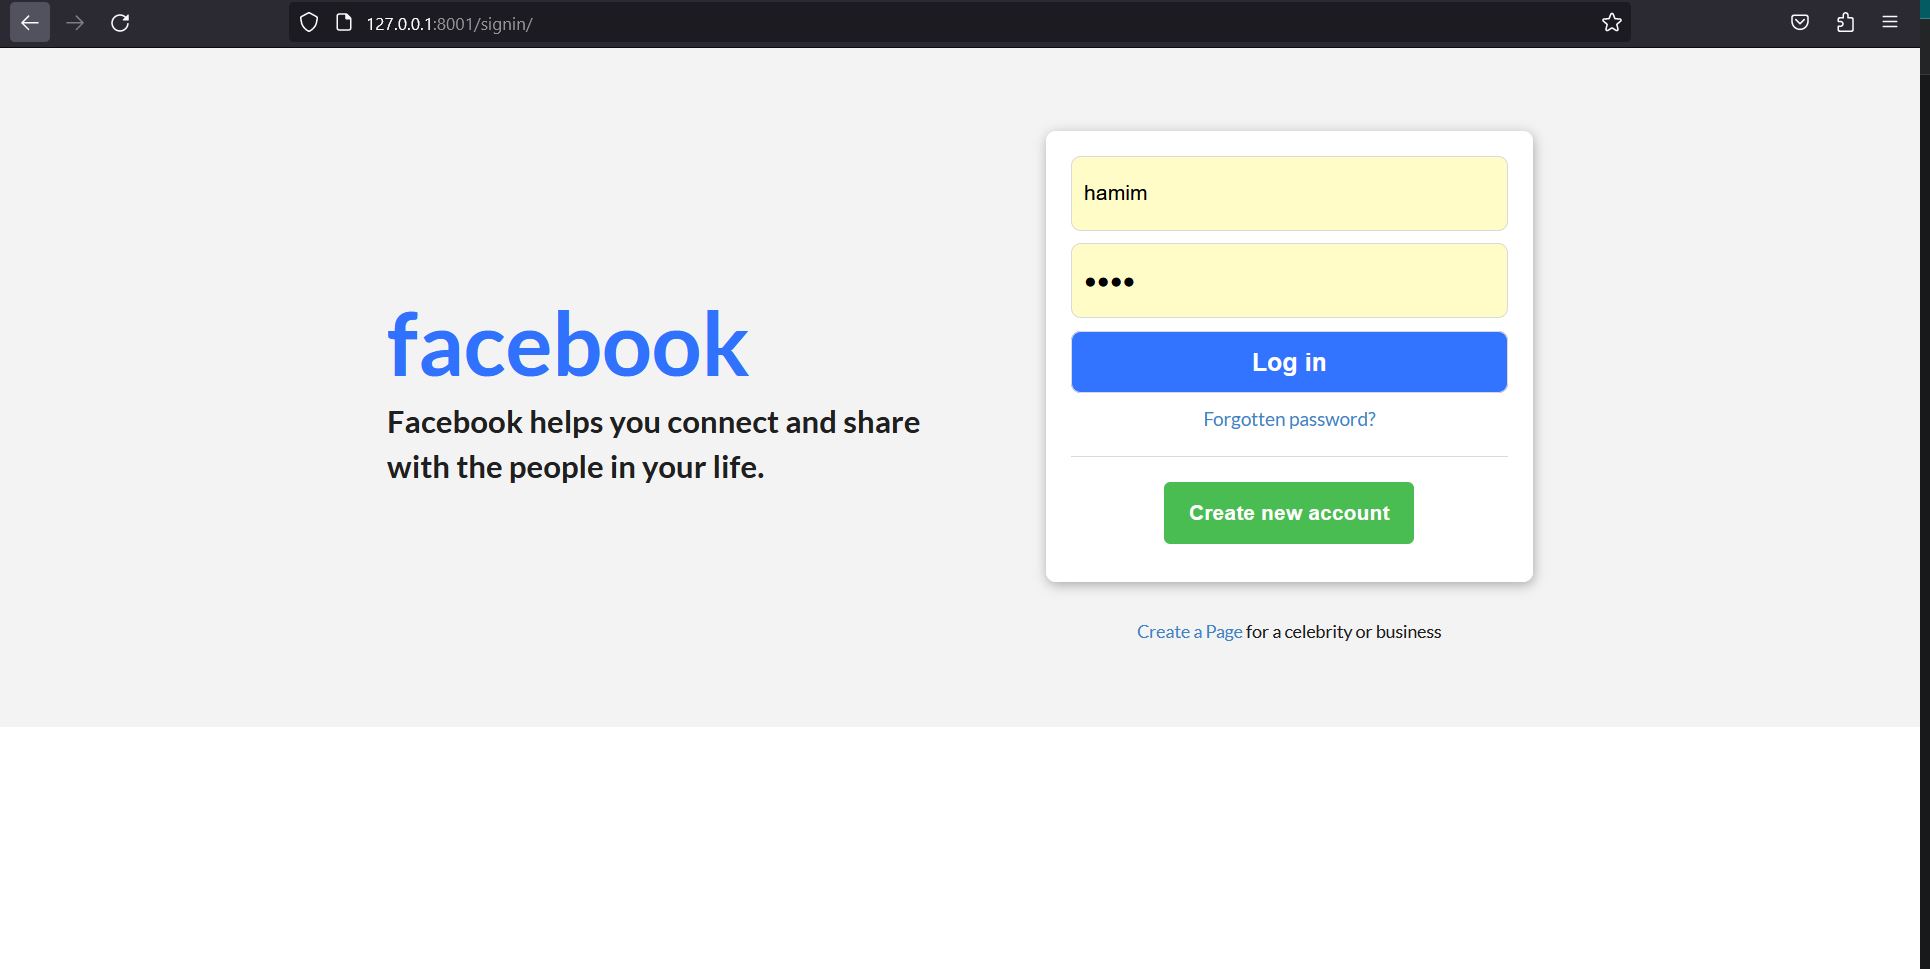 127.0.0.1:8001/signin/
hamim
••••
facebook
Facebook helps you connect and share
with the people in your life.
Log in
Forgotten password?
Create new account
Create a Page for a celebrity or business